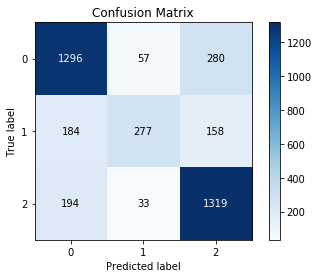 Confusion Matrix
0 1296 57 280
1 184 277 158
2 194 33 1319
0 1 2
Predicted label
True label
1200
1000
800
600
400
200